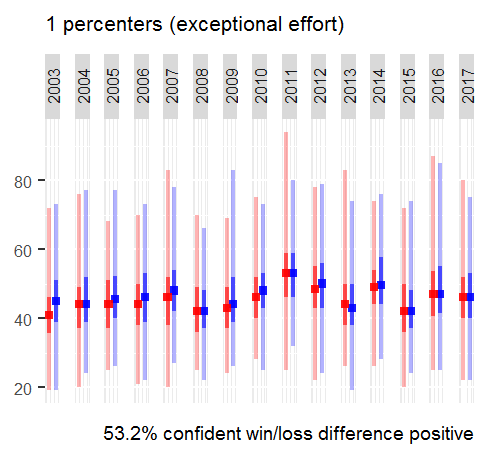 1 percenters (exceptional effort)
2003 2004 2005 2006 2007 2008 2009 2010 2011 2012 2013 2014 2015 2016 2017
80
60
40
20
53.2% confident win/loss difference positive